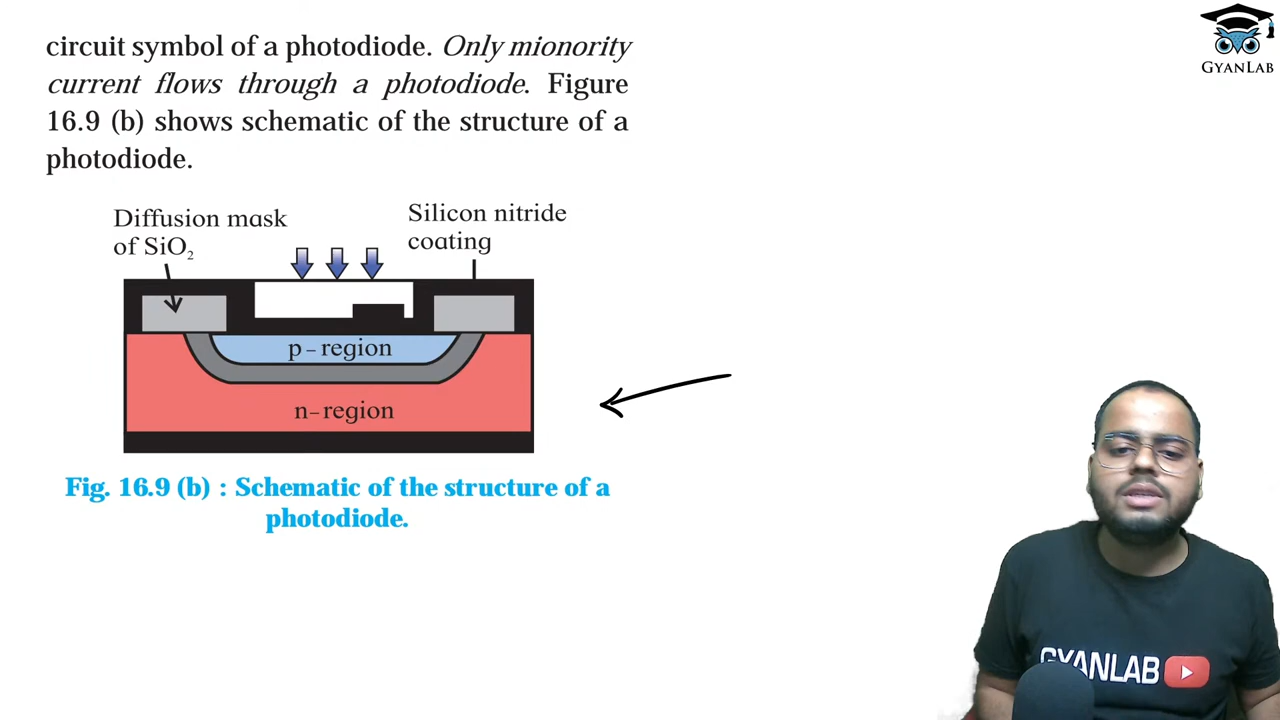 circuit symbol of a photodiode. Only mionority
current flows through a photodiode. Figure
16.9 (b) shows schematic of the structure of a
photodiode.
Diffusion mask
of SiO₂
Silicon nitride
coating
p–region
n–region
Fig. 16.9 (b) : Schematic of the structure of a
photodiode.
GYANLAB
GYANLAB